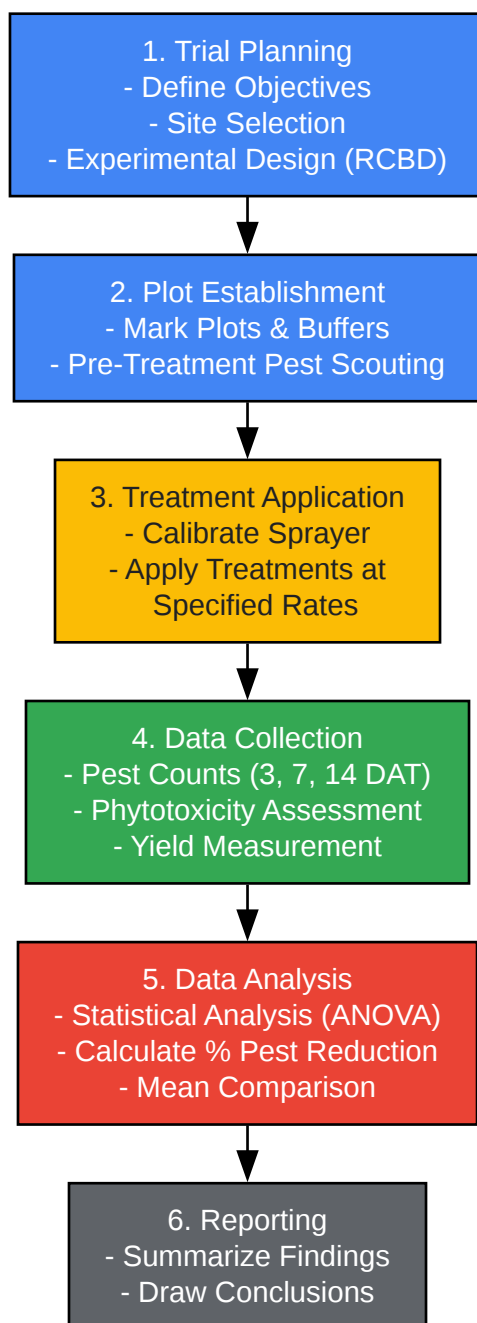 1. Trial Planning
- Define Objectives
- Site Selection
- Experimental Design (RCBD)
2. Plot Establishment
- Mark Plots & Buffers
- Pre-Treatment Pest Scouting
3. Treatment Application
- Calibrate Sprayer
- Apply Treatments at
Specified Rates
4. Data Collection
- Pest Counts (3, 7, 14 DAT)
- Phytotoxicity Assessment
- Yield Measurement
5. Data Analysis
- Statistical Analysis (ANOVA)
- Calculate % Pest Reduction
- Mean Comparison
6. Reporting
- Summarize Findings
- Draw Conclusions